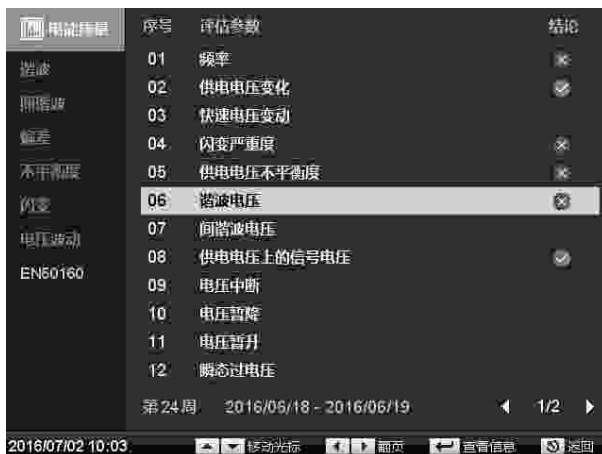 电能质量
谐波
间谐波
偏差
不平衡度
闪变
电压波动
EN50160
序号 评估参数 结论
01 频率
02 供电电压变化
03 快速电压变动
04 闪变严重度
05 供电电压不平衡度
06 谐波电压
07 间谐波电压
08 供电电压上的信号电压
09 电压中断
10 电压暂降
11 电压暂升
12 瞬态过电压
第24周 2016/06/18 - 2016/06/19 1/2
2016/07/02 10:03 移动光标 翻页 查看信息 返回